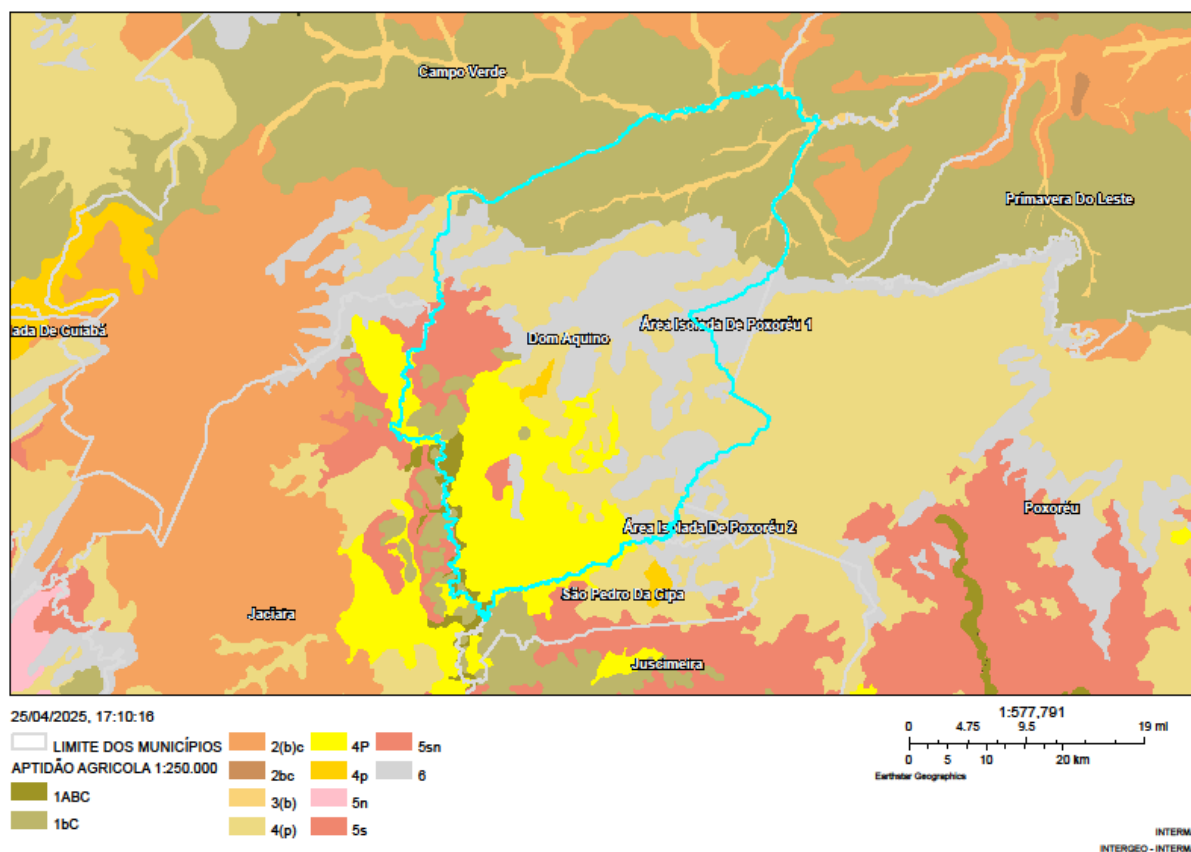 Campo Verde
Primavera Do Leste
lada De Cuiabá
Área Isolada De Poxoréu 1
Dom Aquino
Poxoréu
Área Isolada De Poxoréu 2
São Pedro Da Cipa
Jaciara
Juscimeira
25/04/2025, 17:10:16
LIMITE DOS MUNICÍPIOS
APTIDÃO AGRICOLA 1:250.000
1ABC
1bC
2(b)c
2bc
3(b)
4(p)
4P
4p
5n
5s
5sn
6
1:577,791
0 4.75 9.5 19 mi
0 5 10 20 km
Earthstar Geographics
INTERMA
INTERGEO - INTERMA